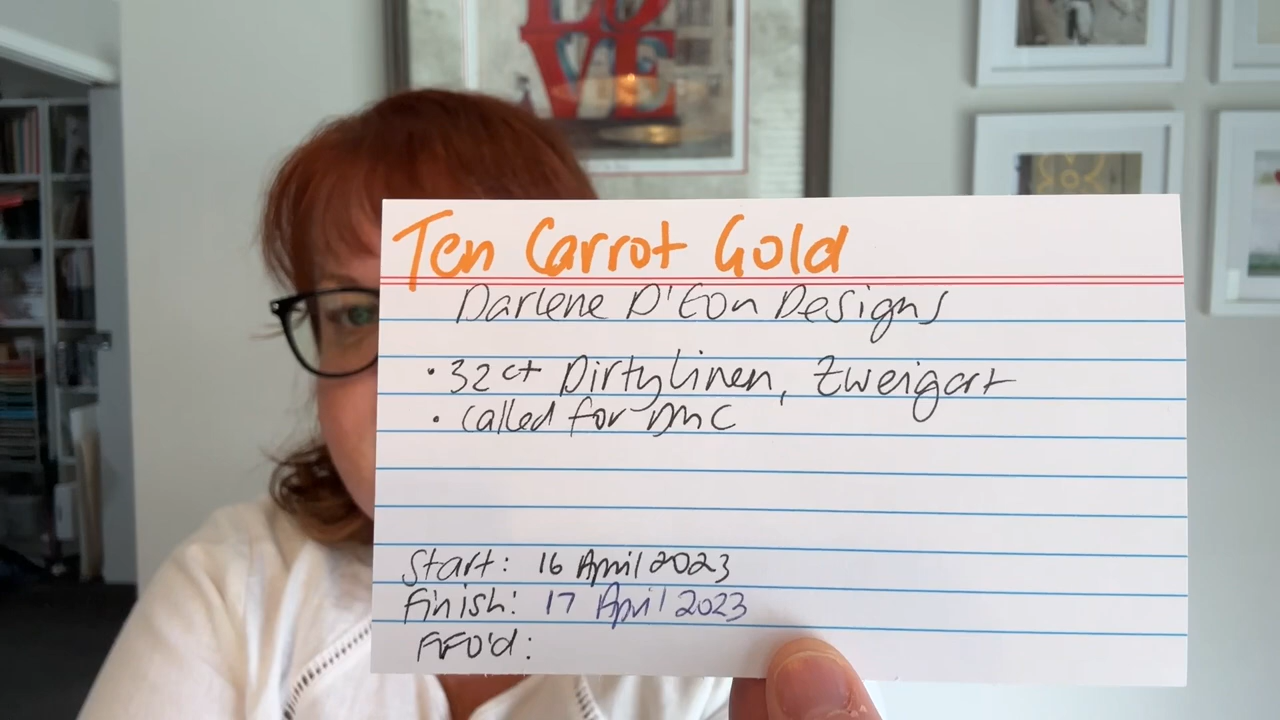 LOVE
Ten Carrot Gold
Darlene D'Eon Designs
• 32 ct Dirty Linen, Zweigart
• called for DMC
Start: 16 April 2023
Finish: 17 April 2023
FFO'd: